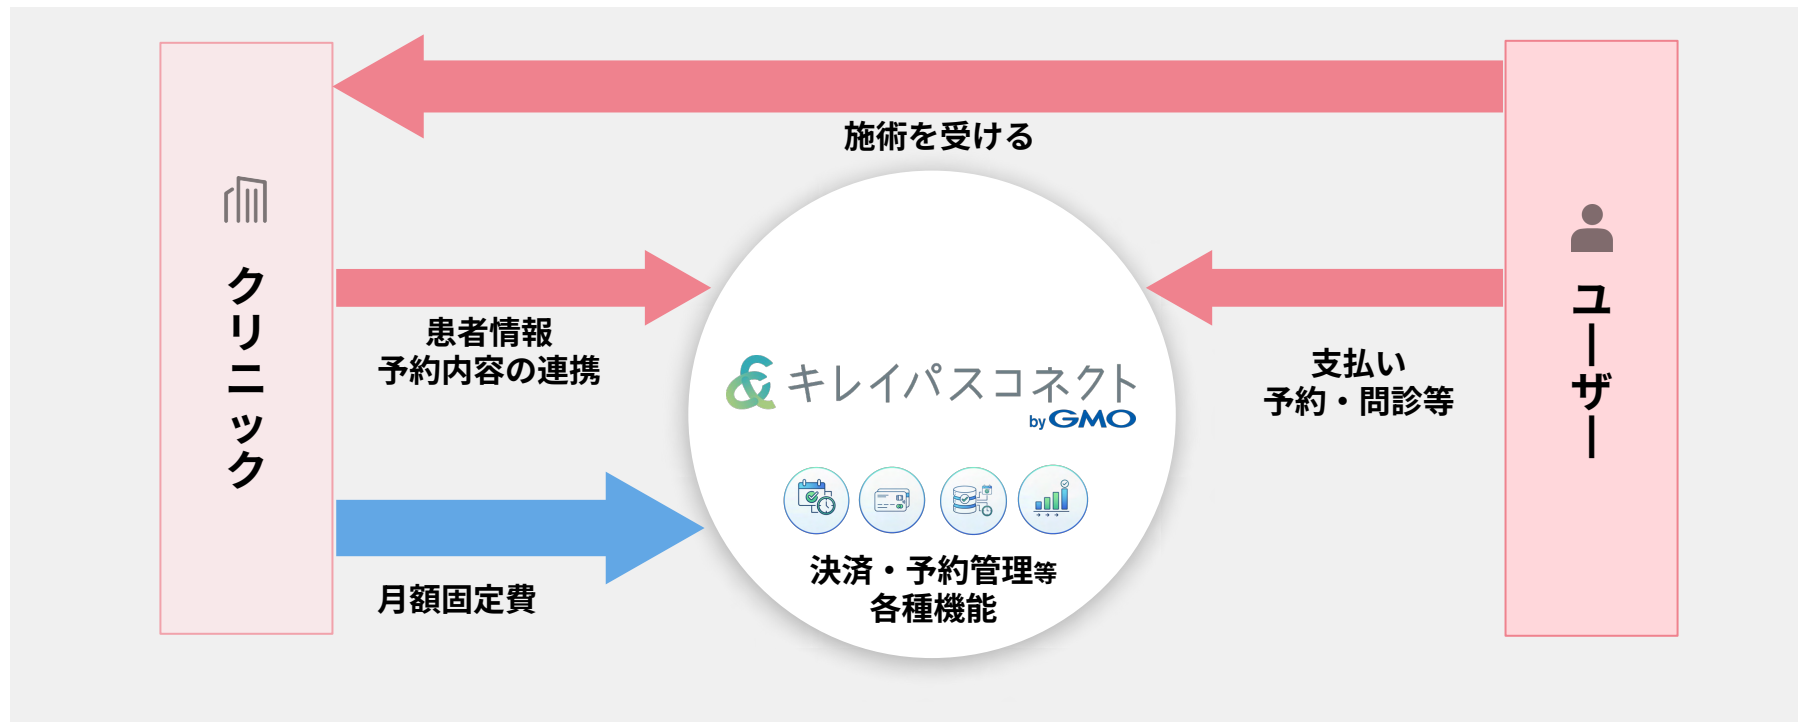 施術を受ける
クリニック
患者情報
予約内容の連携
月額固定費
キレイパスコネクト
by GMO
決済・予約管理等
各種機能
支払い
予約・問診等
ユーザー